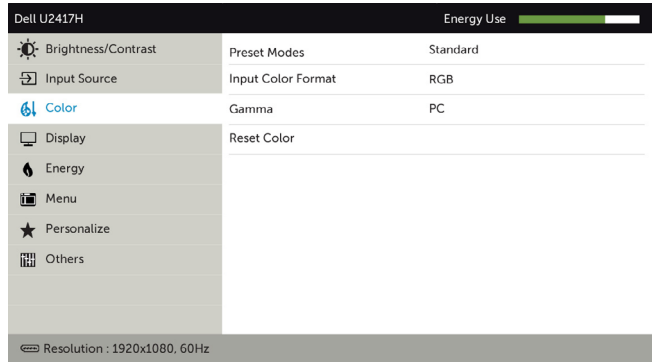 Dell U2417H Energy Use
Brightness/Contrast
Preset Modes Standard
Input Source
Input Color Format RGB
Color
Gamma PC
Display
Reset Color
Energy
Menu
Personalize
Others
Resolution : 1920x1080, 60Hz